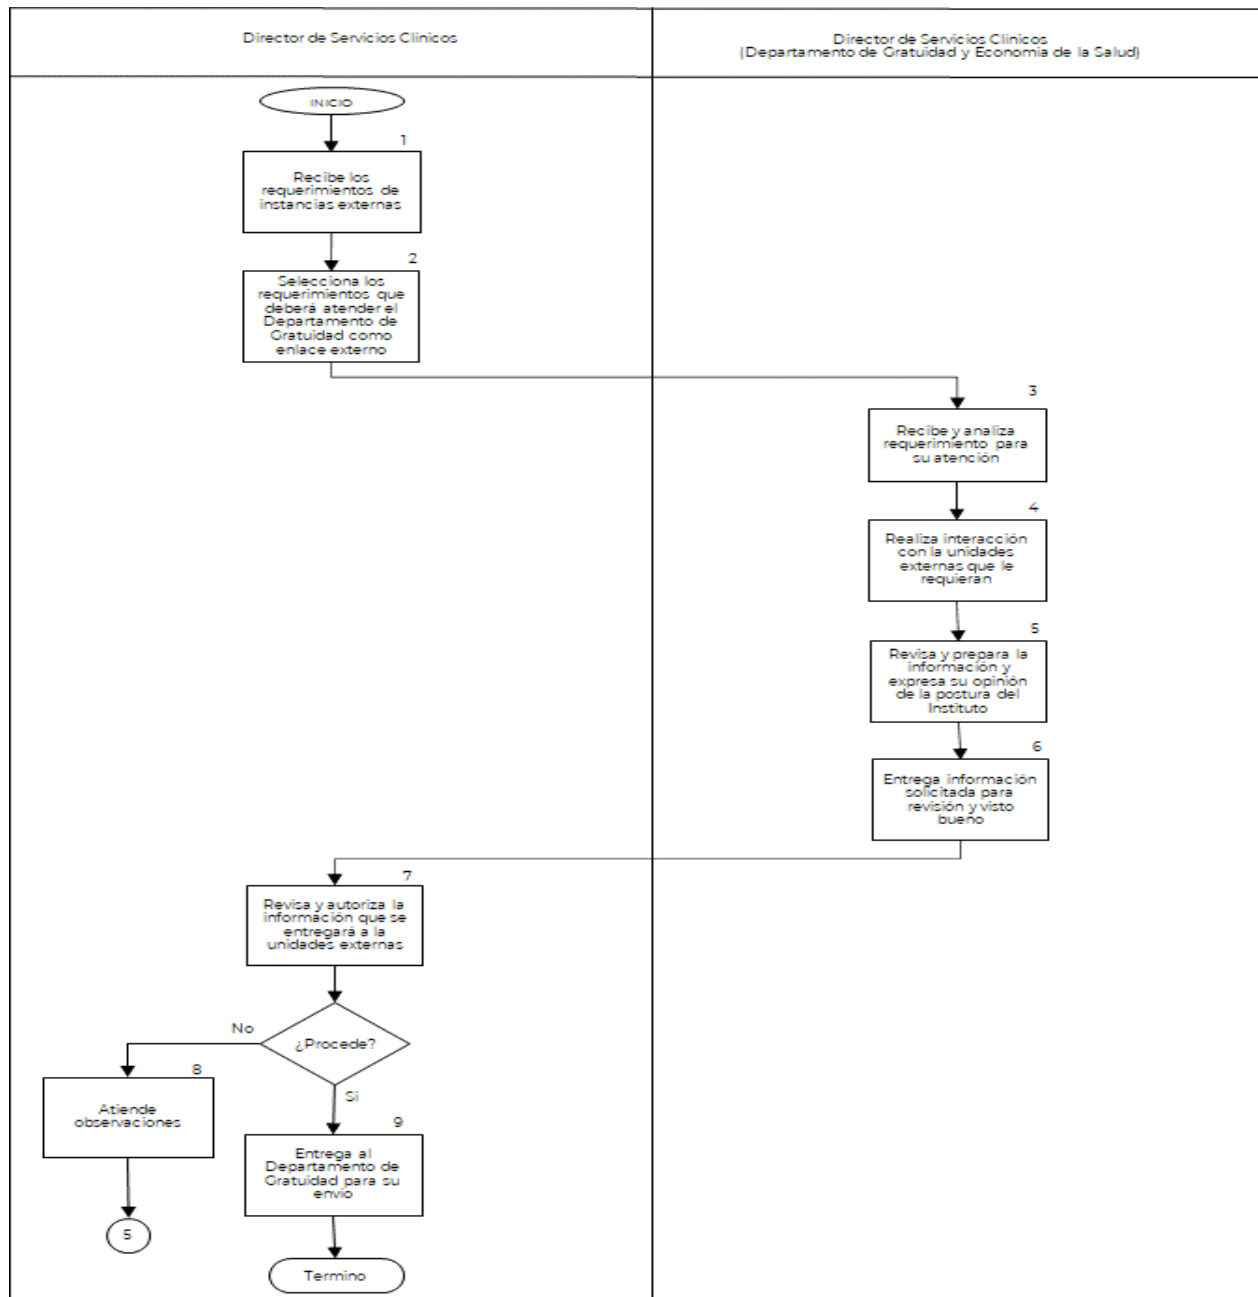 Director de Servicios Clínicos
Director de Servicios Clínicos
(Departamento de Gratuidad y Economía de la Salud)
INICIO
1
Recibe los
requerimientos de
instancias externas
2
Selecciona los
requerimientos que
deberá atender el
Departamento de
Gratuidad como
enlace externo
3
Recibe y analiza
requerimiento para
su atención
4
Realiza interacción
con la unidades
externas que le
requieran
5
Revisa y prepara la
información y
expresa su opinión
de la postura del
Instituto
6
Entrega información
solicitada para
revisión y visto
bueno
7
Revisa y autoriza la
información que se
entregará a la
unidades externas
¿Procede?
No
8
Atiende
observaciones
5
Si
9
Entrega al
Departamento de
Gratuidad para su
envío
Termino